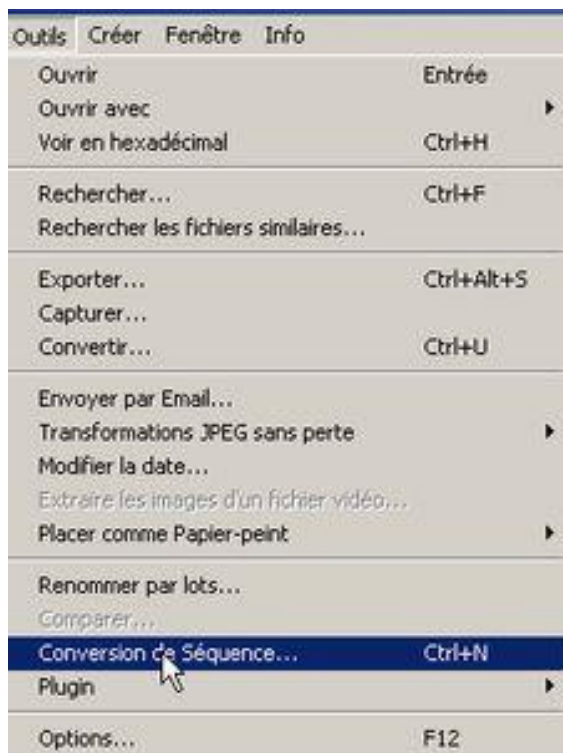 Outils Créer Fenêtre Info
Ouvrir Entrée
Ouvrir avec
Voir en hexadécimal Ctrl+H
Rechercher... Ctrl+F
Rechercher les fichiers similaires...
Exporter... Ctrl+Alt+S
Capturer...
Convertir... Ctrl+U
Envoyer par Email...
Transformations JPEG sans perte
Modifier la date...
Extraire les images d'un fichier vidéo...
Placer comme Papier-peint
Renommer par lots...
Comparer...
Conversion de Séquence... Ctrl+N
Plugin
Options... F12